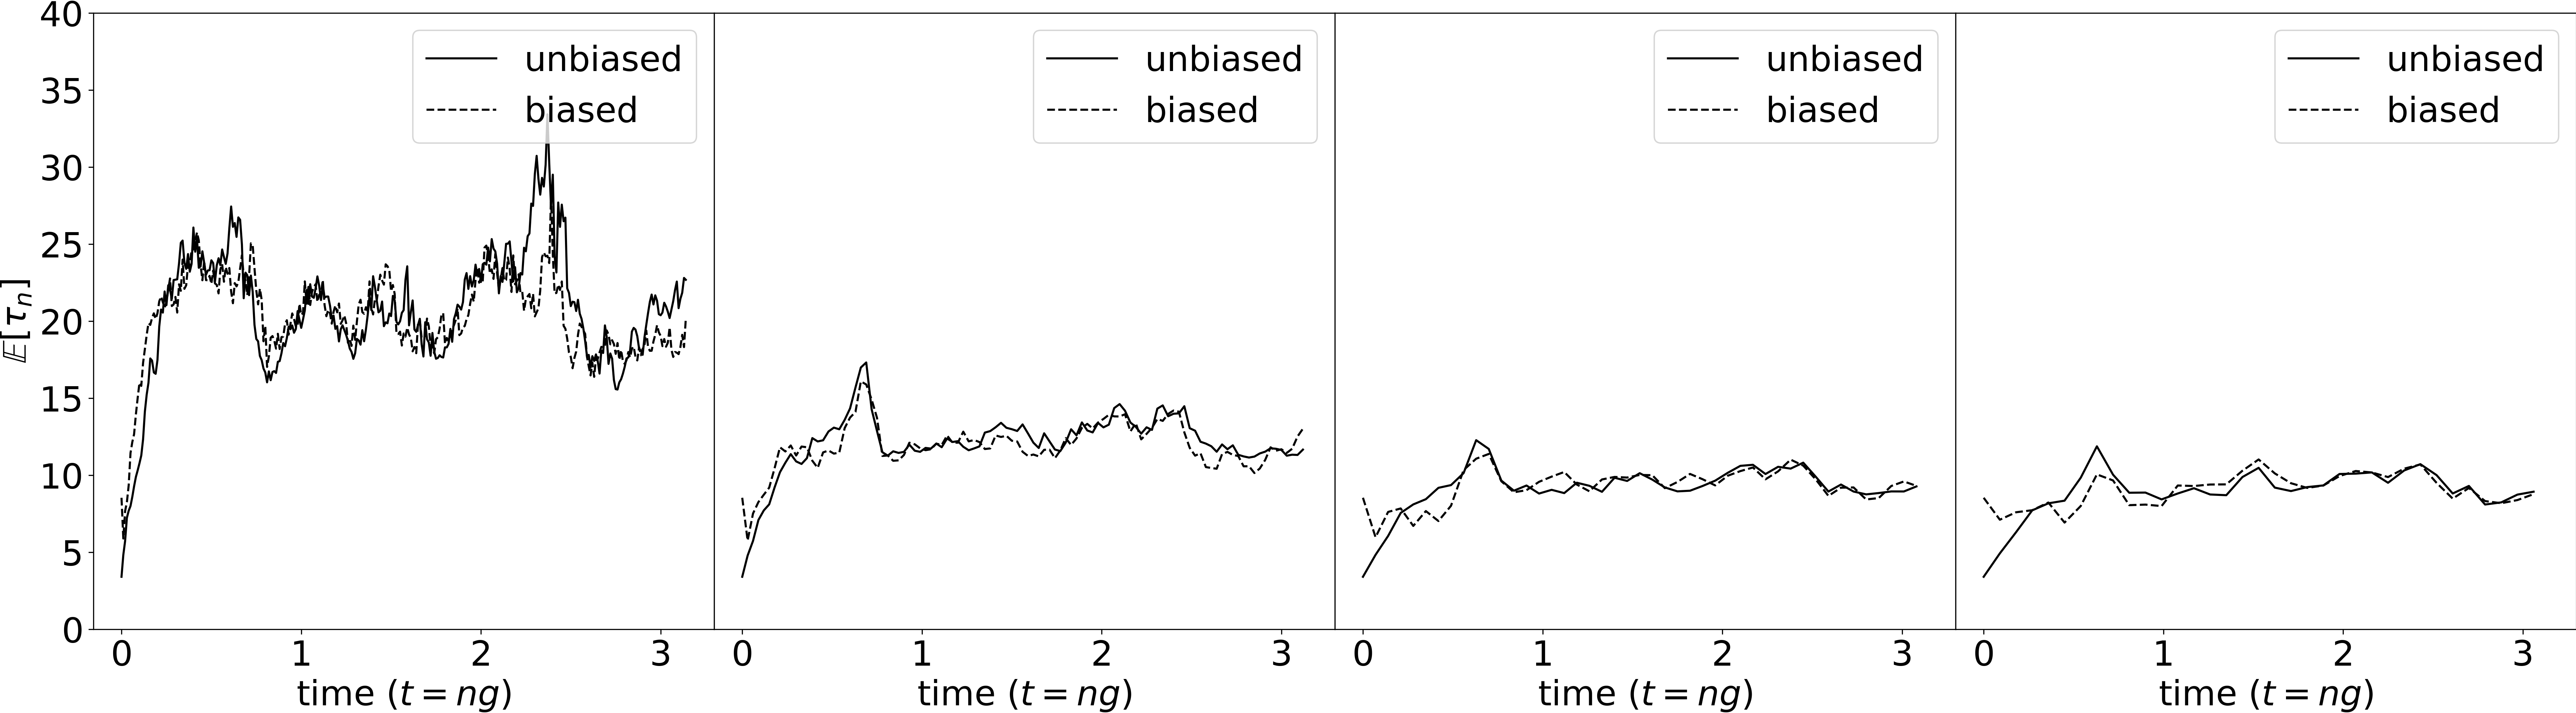 40
35
30
25
20
15
10
5
0
𝔼[τₙ]
unbiased
biased
0 1 2 3
time (t = ng)
unbiased
biased
0 1 2 3
time (t = ng)
unbiased
biased
0 1 2 3
time (t = ng)
unbiased
biased
0 1 2 3
time (t = ng)